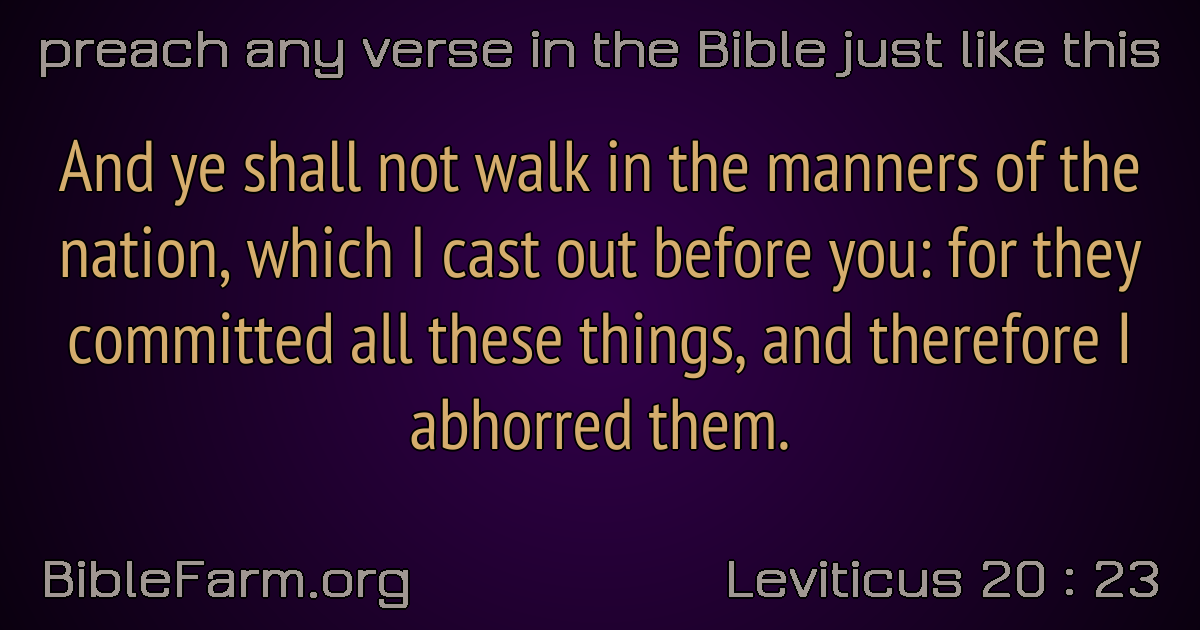 preach any verse in the Bible just like this
And ye shall not walk in the manners of the
nation, which I cast out before you: for they
committed all these things, and therefore I
abhorred them.
BibleFarm.org
Leviticus 20 : 23